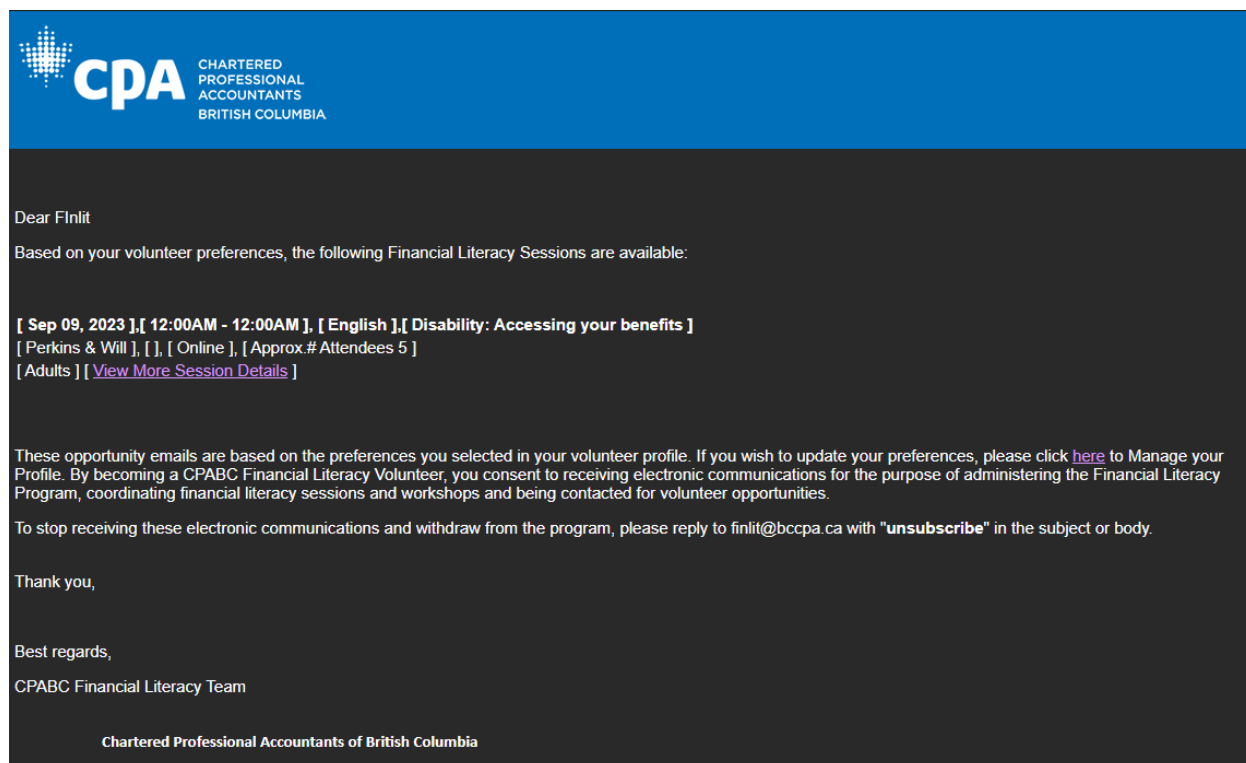 CPA
CHARTERED
PROFESSIONAL
ACCOUNTANTS
BRITISH COLUMBIA
Dear FInlit
Based on your volunteer preferences, the following Financial Literacy Sessions are available:
[ Sep 09, 2023 ],[ 12:00AM - 12:00AM ], [ English ],[ Disability: Accessing your benefits ]
[ Perkins & Will ], [ ], [ Online ], [ Approx.# Attendees 5 ]
[ Adults ] [ View More Session Details ]
These opportunity emails are based on the preferences you selected in your volunteer profile. If you wish to update your preferences, please click here to Manage your
Profile. By becoming a CPABC Financial Literacy Volunteer, you consent to receiving electronic communications for the purpose of administering the Financial Literacy
Program, coordinating financial literacy sessions and workshops and being contacted for volunteer opportunities.
To stop receiving these electronic communications and withdraw from the program, please reply to finlit@bccpa.ca with "unsubscribe" in the subject or body.
Thank you,
Best regards,
CPABC Financial Literacy Team
Chartered Professional Accountants of British Columbia